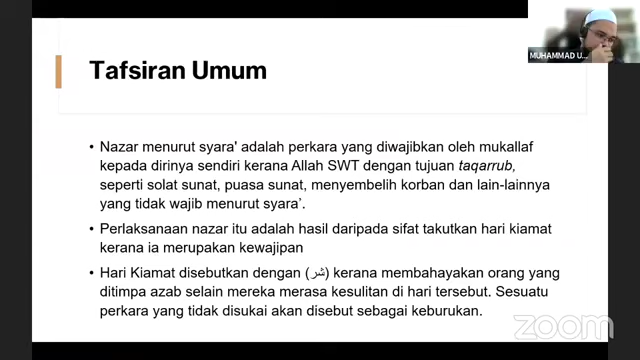 MUHAMMAD U...
Tafsiran Umum
• Nazar menurut syara' adalah perkara yang diwajibkan oleh mukallaf
kepada dirinya sendiri kerana Allah SWT dengan tujuan taqarrub,
seperti solat sunat, puasa sunat, menyembelih korban dan lain-lainnya
yang tidak wajib menurut syara'.
• Perlaksanaan nazar itu adalah hasil daripada sifat takutkan hari kiamat
kerana ia merupakan kewajipan
• Hari Kiamat disebutkan dengan (شر) kerana membahayakan orang yang
ditimpa azab selain mereka merasa kesulitan di hari tersebut. Sesuatu
perkara yang tidak disukai akan disebut sebagai keburukan.
zoom